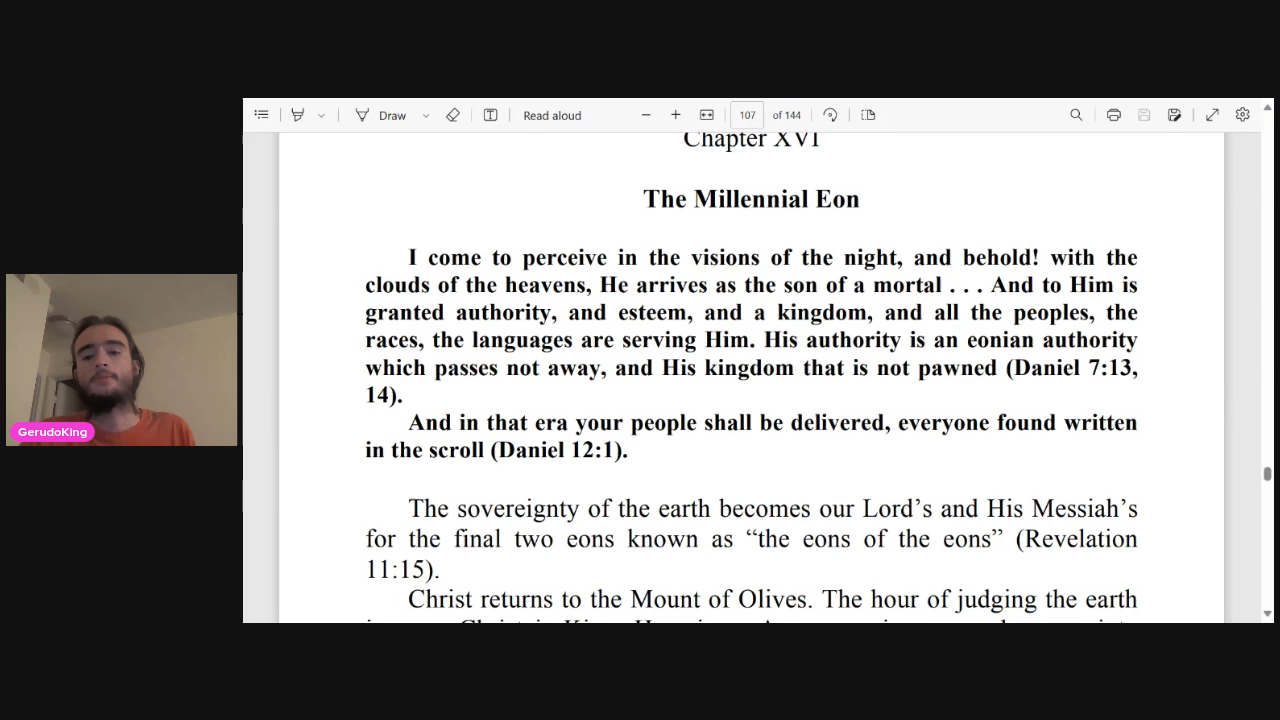 Draw
Read aloud
107 of 144
Chapter XVI
The Millennial Eon
I come to perceive in the visions of the night, and behold! with the
clouds of the heavens, He arrives as the son of a mortal . . . And to Him is
granted authority, and esteem, and a kingdom, and all the peoples, the
races, the languages are serving Him. His authority is an eonian authority
which passes not away, and His kingdom that is not pawned (Daniel 7:13,
14).
And in that era your people shall be delivered, everyone found written
in the scroll (Daniel 12:1).
The sovereignty of the earth becomes our Lord’s and His Messiah’s
for the final two eons known as “the eons of the eons” (Revelation
11:15).
Christ returns to the Mount of Olives. The hour of judging the earth
GerudoKing